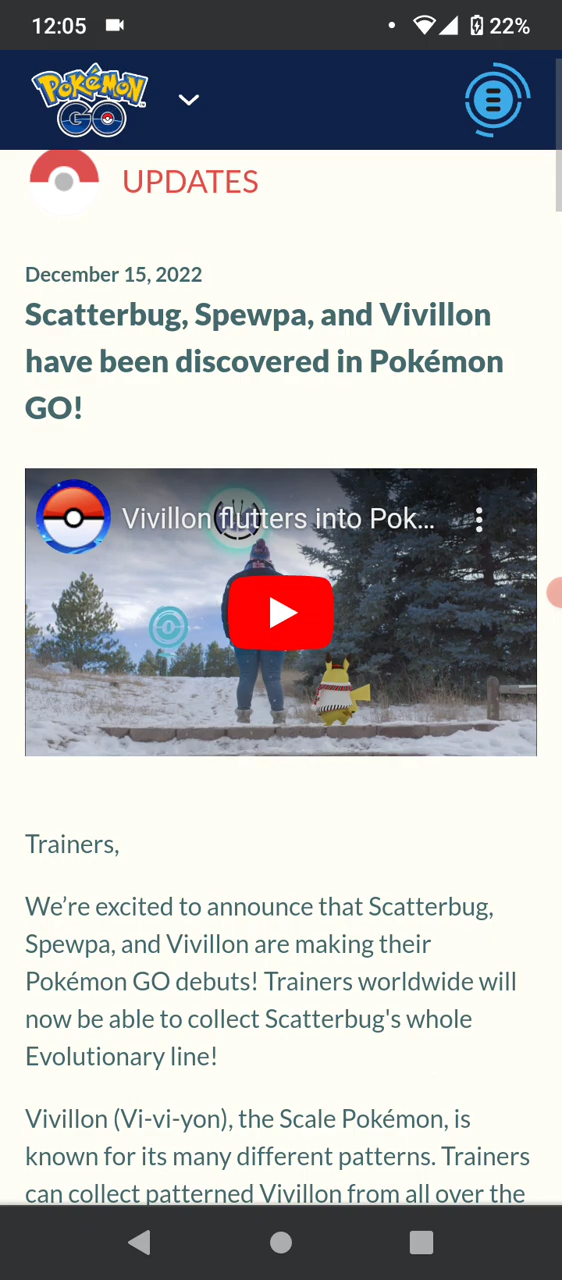 12:05
22%
POKÉMON
GO
UPDATES
December 15, 2022
Scatterbug, Spewpa, and Vivillon
have been discovered in Pokémon
GO!
Vivillon flutters into Pok...
Trainers,
We’re excited to announce that Scatterbug,
Spewpa, and Vivillon are making their
Pokémon GO debuts! Trainers worldwide will
now be able to collect Scatterbug's whole
Evolutionary line!
Vivillon (Vi-vi-yon), the Scale Pokémon, is
known for its many different patterns. Trainers
can collect patterned Vivillon from all over the